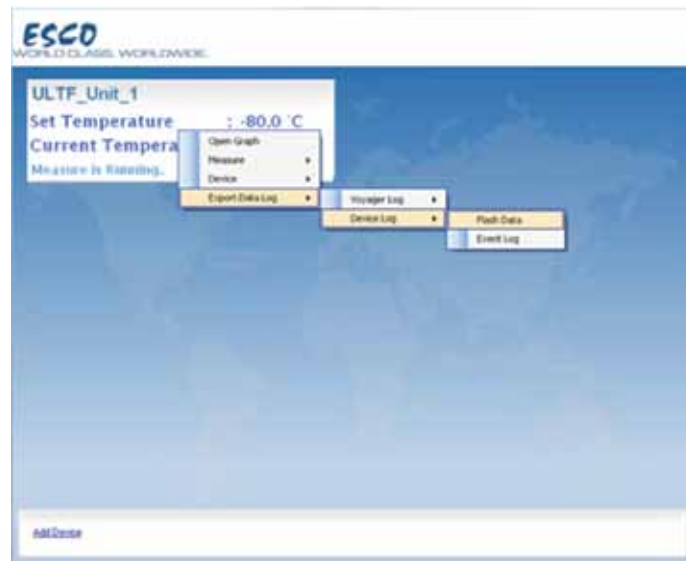 ESCO
WORLD CLASS. WORLDWIDE.
ULTF_Unit_1
Set Temperature : -80,0 °C
Current Tempera
Measure is Running.
Open Graph
Measure
Device
Export Data Log
Voyager Log
Device Log
Flash Data
Event Log
Add Device